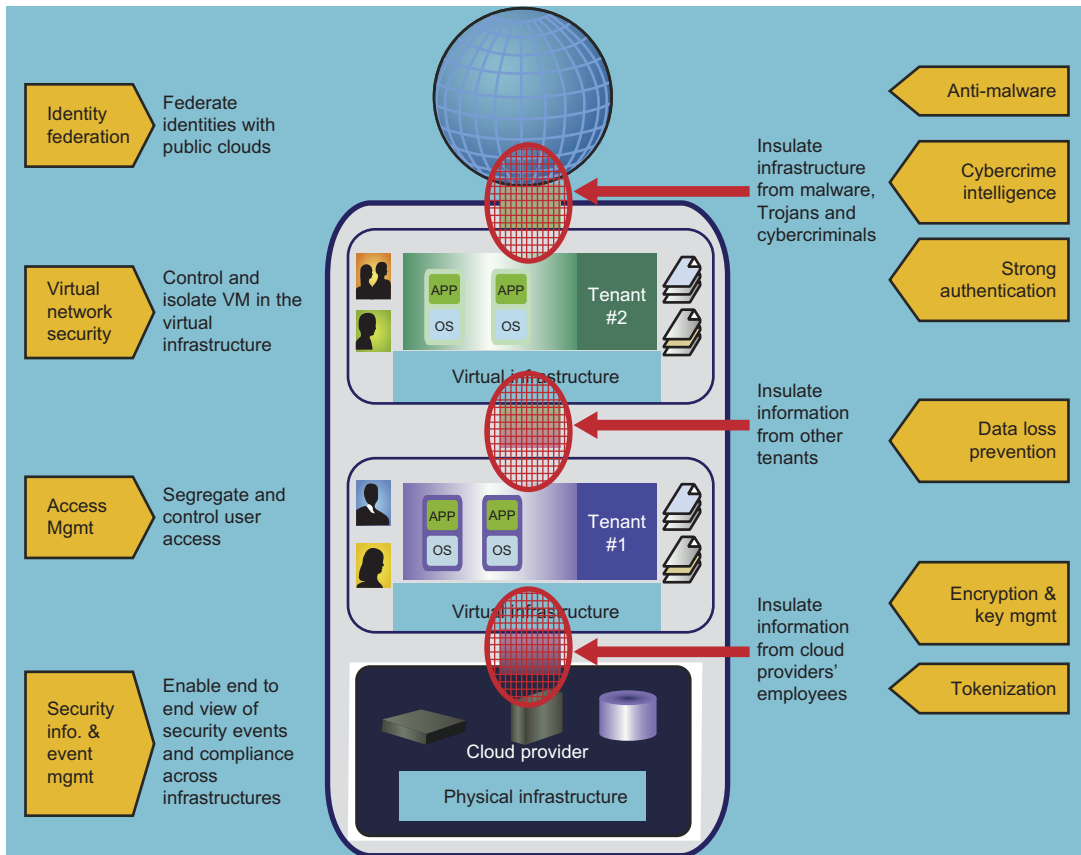 Identity
federation
Federate
identities with
public clouds
Virtual
network
security
Control and
isolate VM in the
virtual
infrastructure
Access
Mgmt
Segregate and
control user
access
Security
info. &
event
mgmt
Enable end to
end view of
security events
and compliance
across
infrastructures
APP
OS
APP
OS
Tenant
#2
Virtual infrastructure
APP
OS
APP
OS
Tenant
#1
Virtual infrastructure
Cloud provider
Physical infrastructure
Insulate
infrastructure
from malware,
Trojans and
cybercriminals
Insulate
information
from other
tenants
Insulate
information
from cloud
providers'
employees
Anti-malware
Cybercrime
intelligence
Strong
authentication
Data loss
prevention
Encryption &
key mgmt
Tokenization